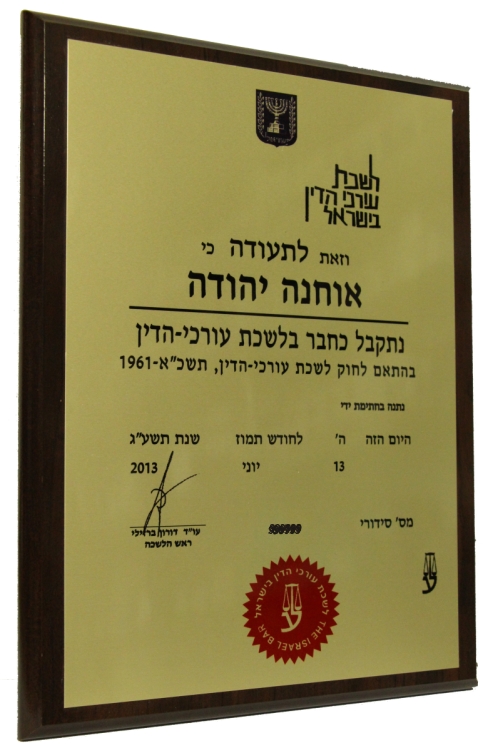 לשכת
עורכי הדין
בישראל
וזאת לתעודה כי
אוחנה יהודה
נתקבל כחבר בלשכת עורכי-הדין
בהתאם לחוק לשכת עורכי-הדין, תשכ"א-1961
נתנה בחתימת ידי
היום הזה ה' לחודש תמוז שנת תשע"ג
13 יוני 2013
עו"ד דורון ברזילי
ראש הלשכה
מס' סידורי
לשכת עורכי הדין בישראל THE ISRAEL BAR